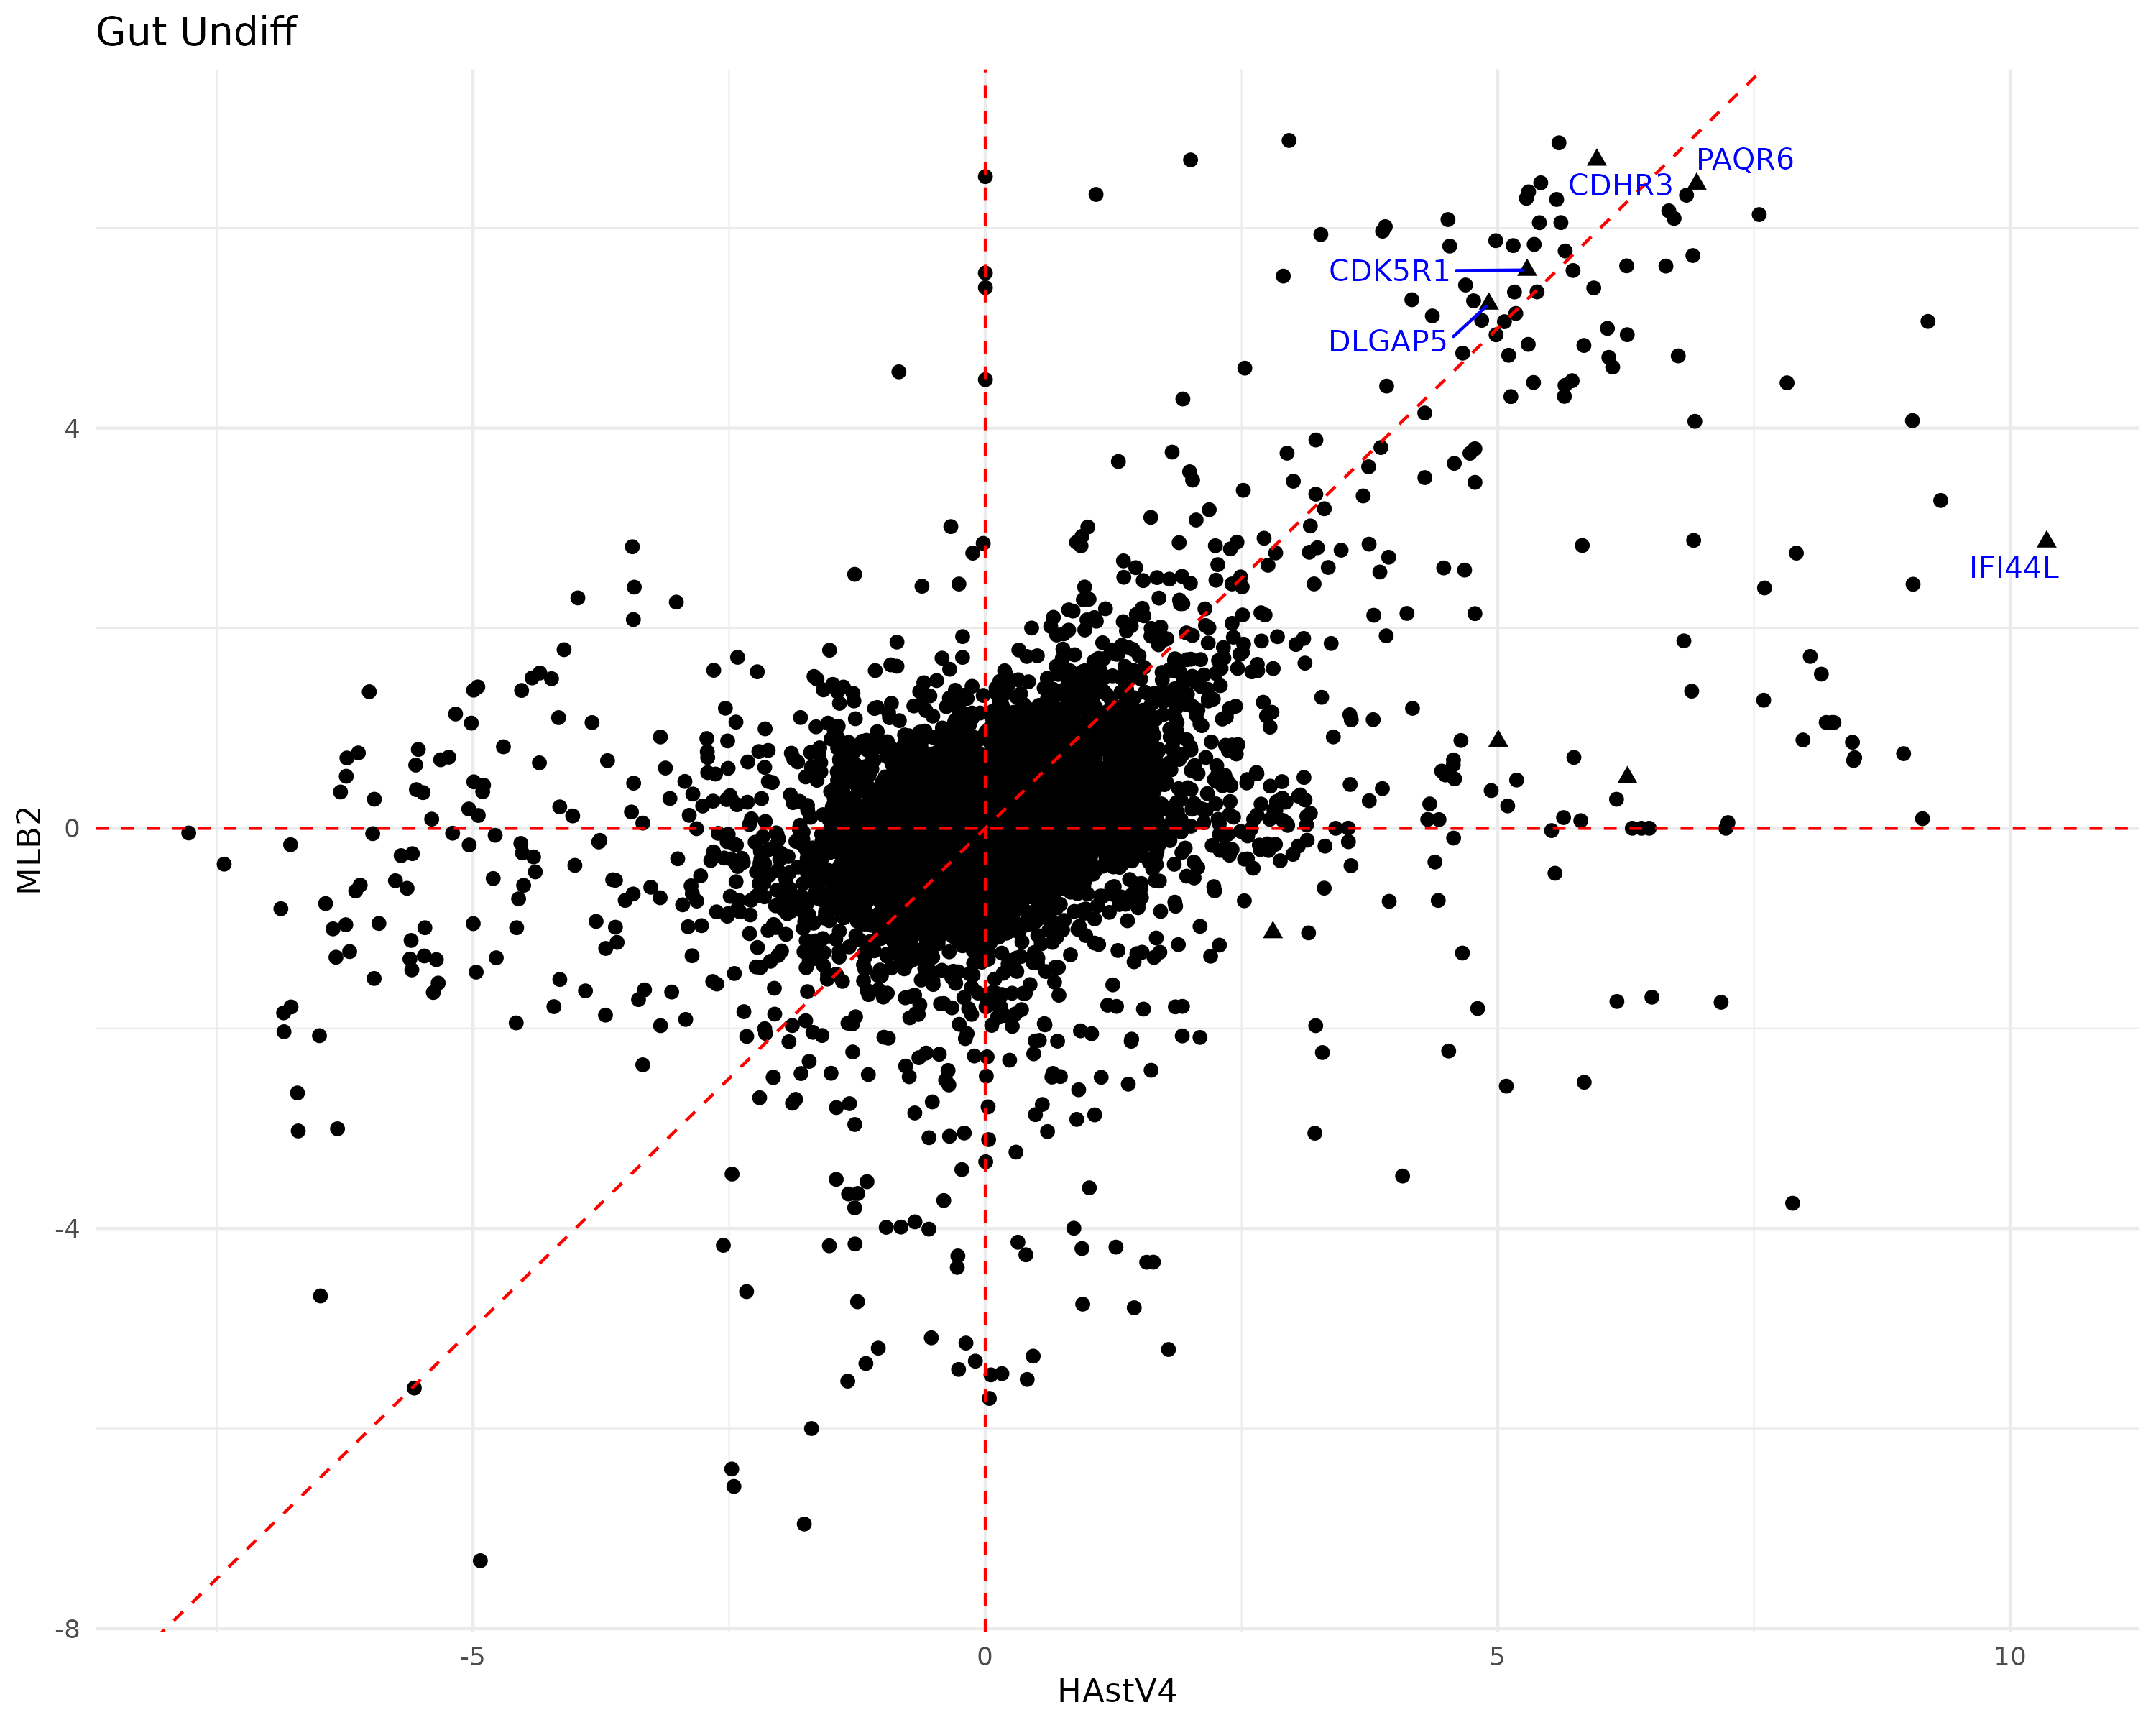 Gut Undiff
PAQR6
CDHR3
CDK5R1
DLGAP5
IFI44L
4
0
-4
-8
MLB2
-5
0
5
10
HAstV4